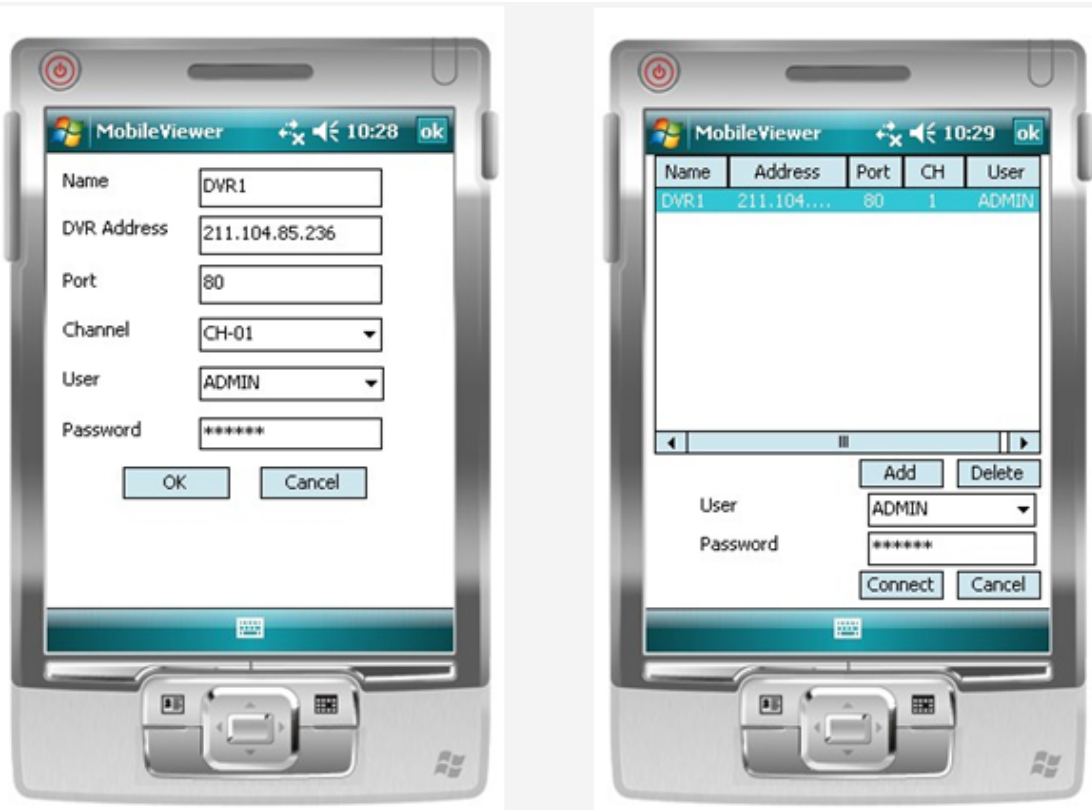 MobileViewer 10:28 ok
Name DVR1
DVR Address 211.104.85.236
Port 80
Channel CH-01
User ADMIN
Password ******
OK Cancel
MobileViewer 10:29 ok
Name Address Port CH User
DVR1 211.104.... 80 1 ADMIN
Add Delete
User ADMIN
Password ******
Connect Cancel